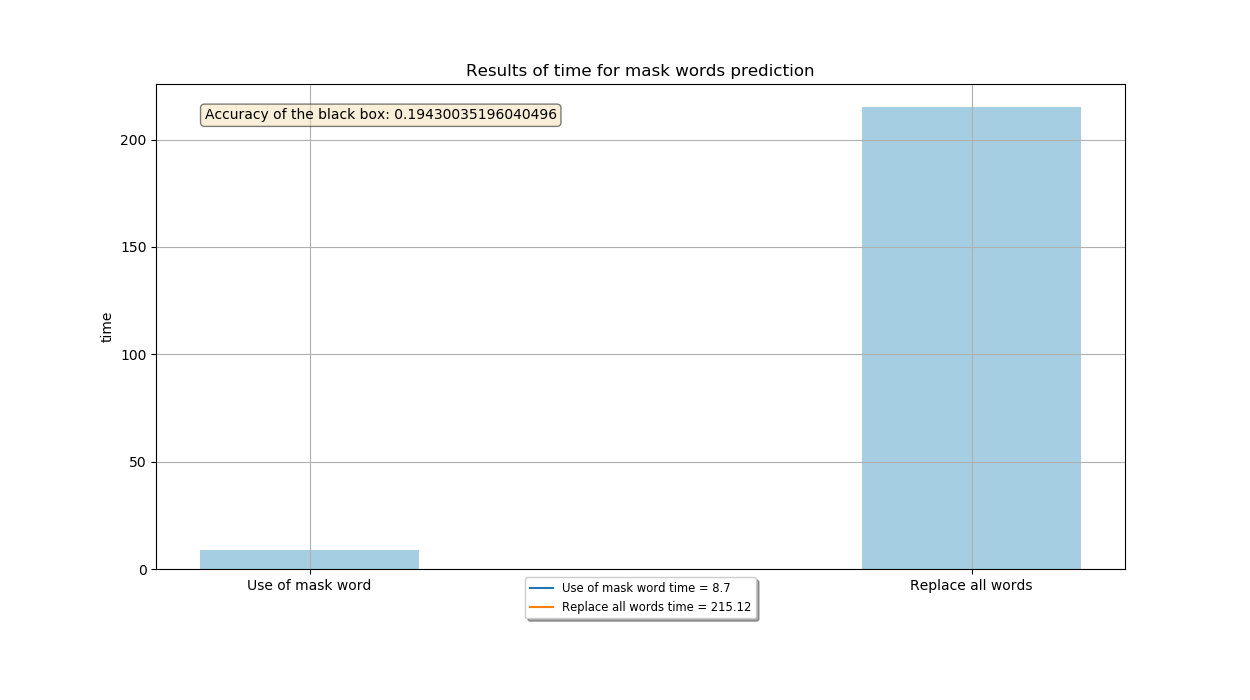 Results of time for mask words prediction
Accuracy of the black box: 0.19430035196040496
200
150
100
50
0
time
Use of mask word
Replace all words
Use of mask word time = 8.7
Replace all words time = 215.12